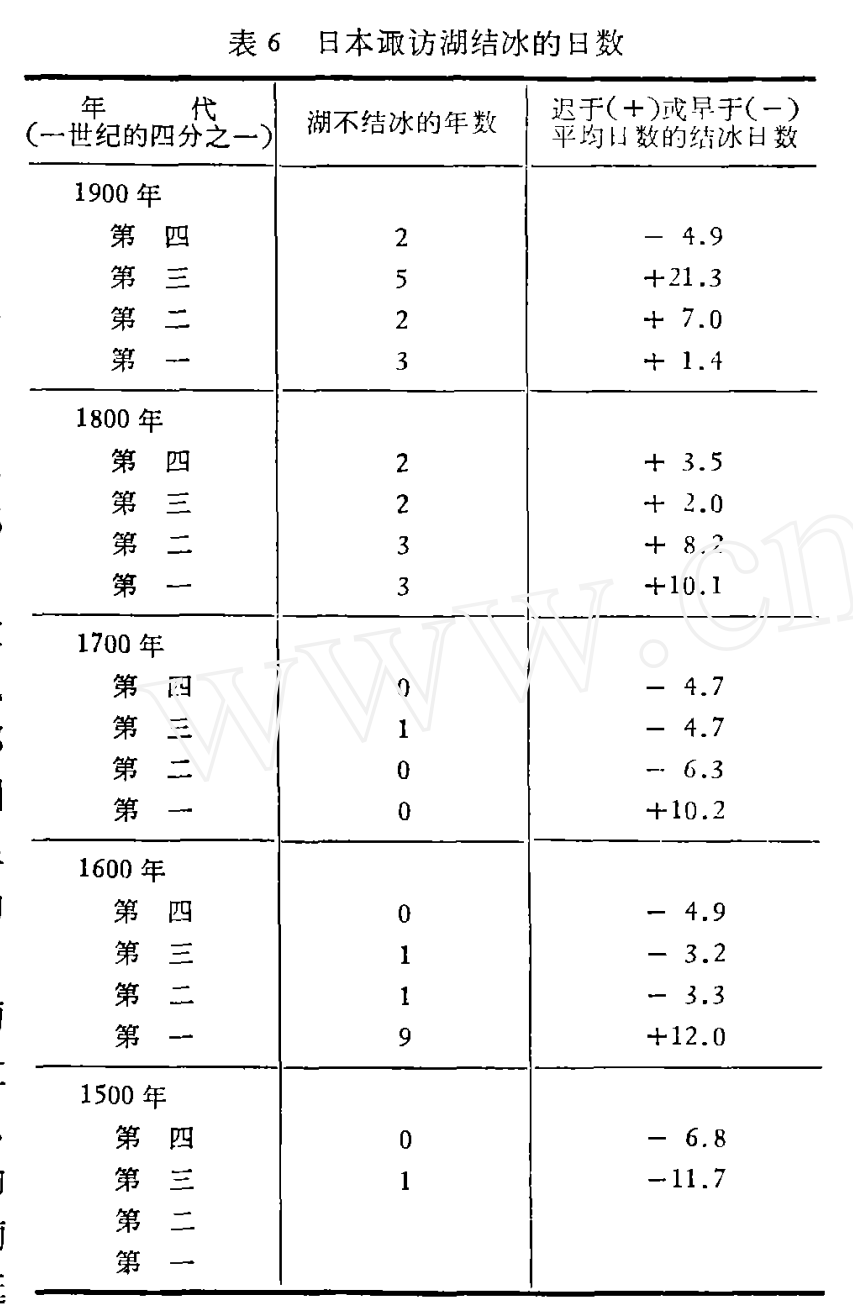 表 6 日本诹访湖结冰的日数
年 代 湖不结冰的年数 迟于(+)或早于(-)
(一世纪的四分之一) 平均日数的结冰日数
1900 年
第 四 2 - 4.9
第 三 5 +21.3
第 二 2 + 7.0
第 一 3 + 1.4
1800 年
第 四 2 + 3.5
第 三 2 + 2.0
第 二 3 + 8.2
第 一 3 +10.1
1700 年
第 四 0 - 4.7
第 三 1 - 4.7
第 二 0 - 6.3
第 一 0 +10.2
1600 年
第 四 0 - 4.9
第 三 1 - 3.2
第 二 1 - 3.3
第 一 9 +12.0
1500 年
第 四 0 - 6.8
第 三 1 -11.7
第 二
第 一
www.cn